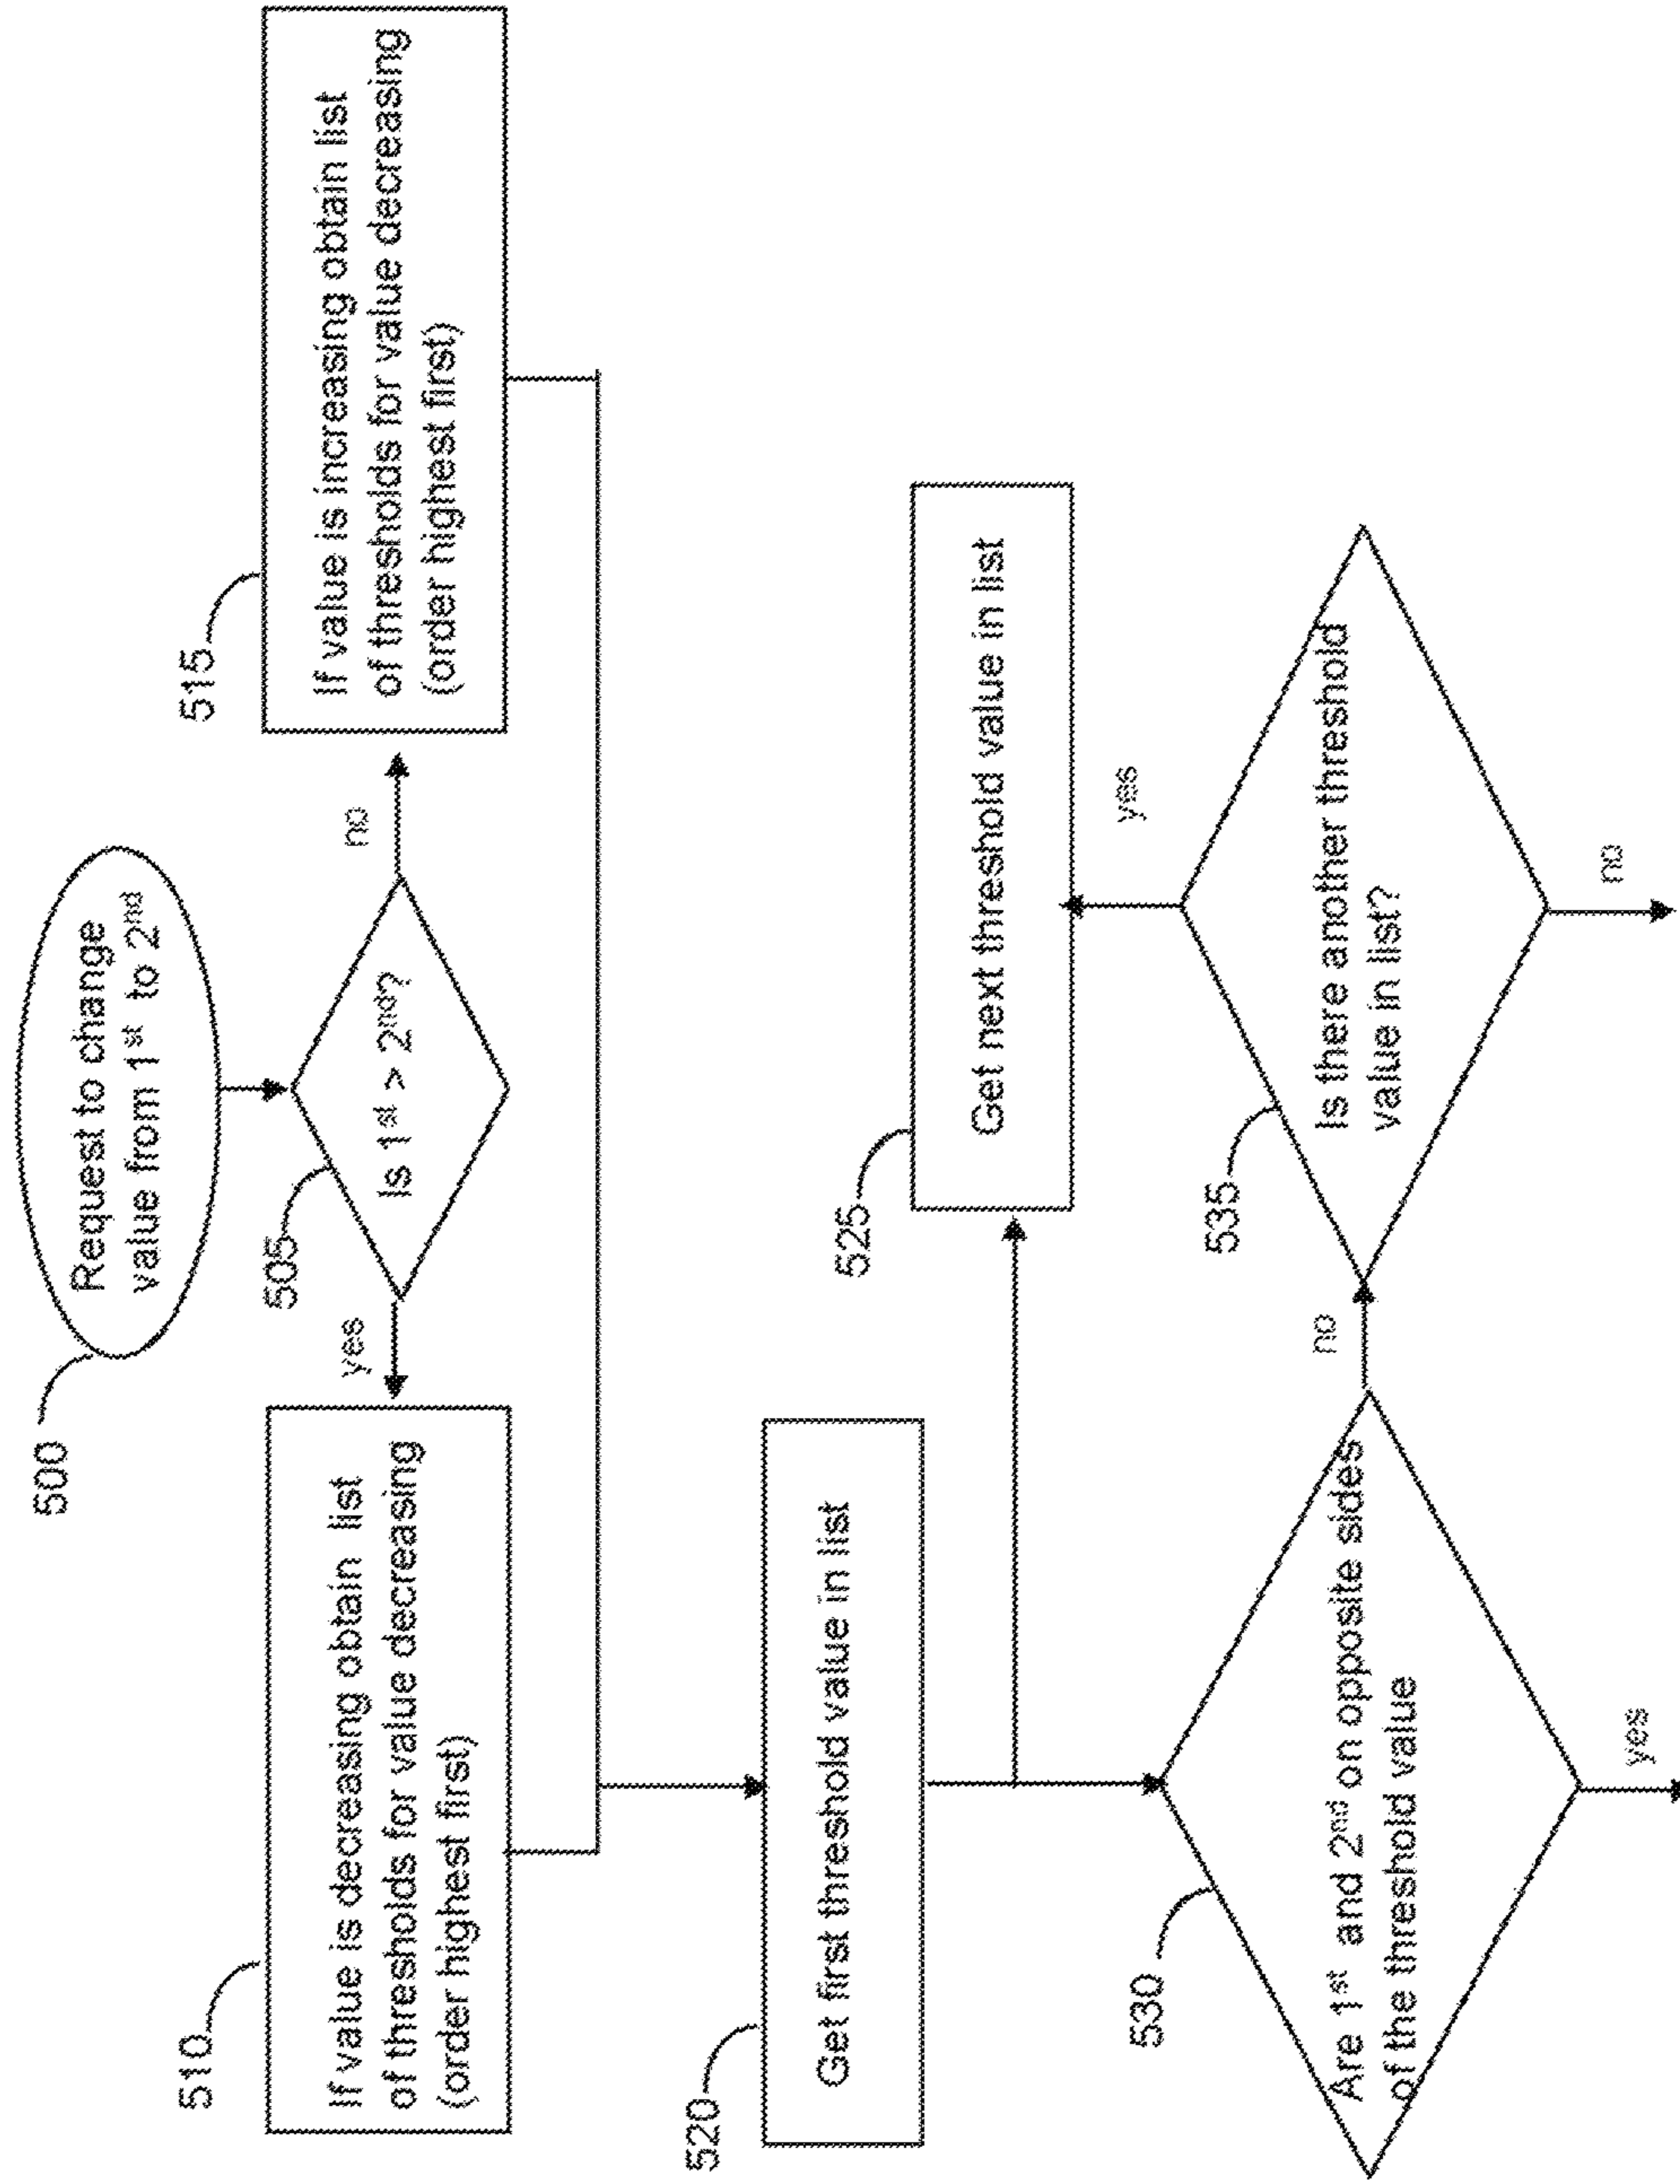 500
Request to change
value from 1st to 2nd
505
Is 1st > 2nd?
yes
no
510
If value is decreasing obtain list
of thresholds for value decreasing
(order highest first)
515
If value is increasing obtain list
of thresholds for value decreasing
(order highest first)
520
Get first threshold value in list
525
Get next threshold value in list
530
Are 1st and 2nd on opposite sides
of the threshold value
no
yes
535
Is there another threshold
value in list?
yes
no